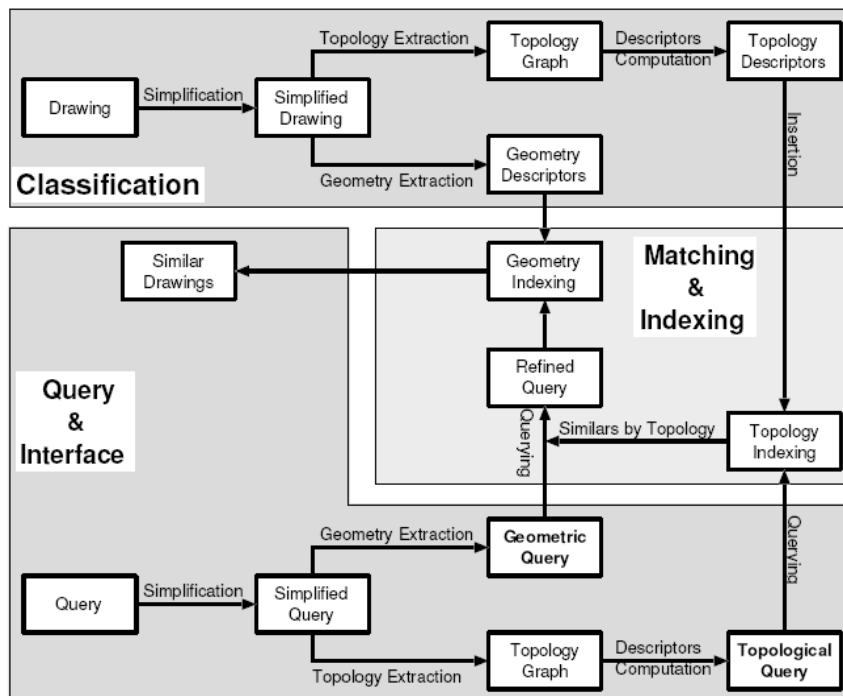 Topology Extraction
Topology
Graph
Descriptors
Computation
Topology
Descriptors
Drawing
Simplification
Simplified
Drawing
Insertion
Geometry Extraction
Geometry
Descriptors
Classification
Similar
Drawings
Geometry
Indexing
Matching
&
Indexing
Refined
Query
Query
&
Interface
Querying
Similars by Topology
Topology
Indexing
Geometry Extraction
Geometric
Query
Querying
Query
Simplification
Simplified
Query
Topology Extraction
Topology
Graph
Descriptors
Computation
Topological
Query